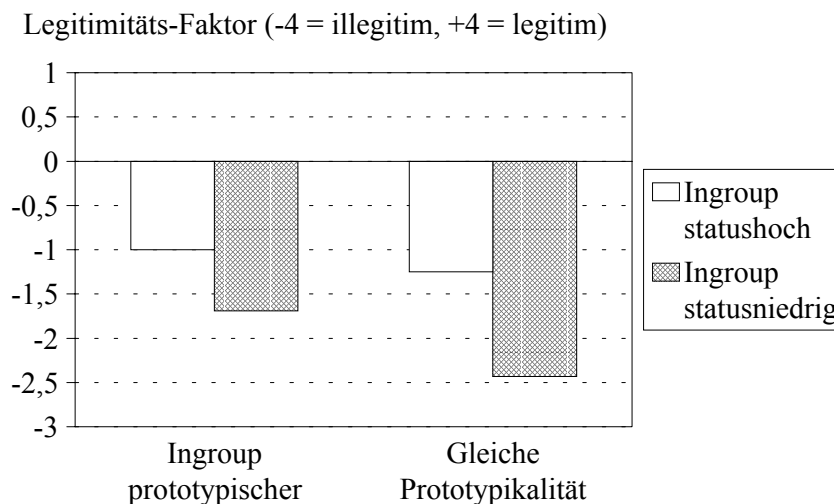 Legitimitäts-Faktor (-4 = illegitim, +4 = legitim)
1
0,5
0
-0,5
-1
-1,5
-2
-2,5
-3
Ingroup
prototypischer
Gleiche
Prototypikalität
Ingroup
statushoch
Ingroup
statusniedrig